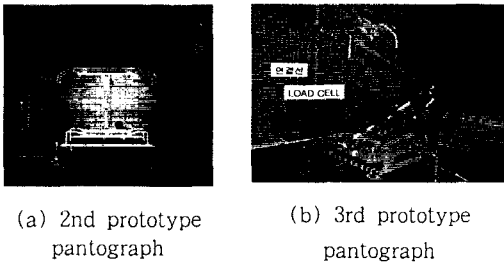 연결선
LOAD CELL
(a) 2nd prototype
pantograph
(b) 3rd prototype
pantograph